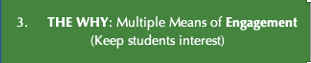 3. THE WHY: Multiple Means of Engagement
(Keep students interest)